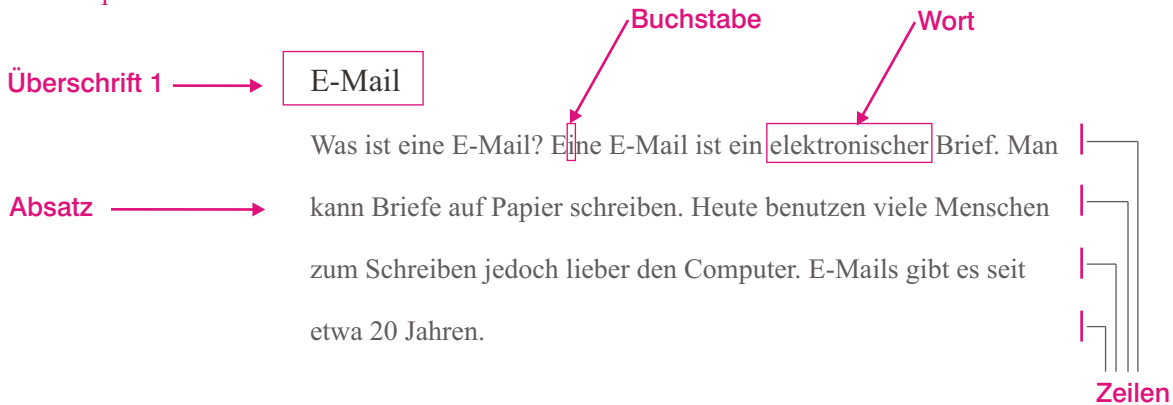 Buchstabe
Wort
Überschrift 1
E-Mail
Was ist eine E-Mail? Eine E-Mail ist ein elektronischer Brief. Man
Absatz
kann Briefe auf Papier schreiben. Heute benutzen viele Menschen
zum Schreiben jedoch lieber den Computer. E-Mails gibt es seit
etwa 20 Jahren.
Zeilen